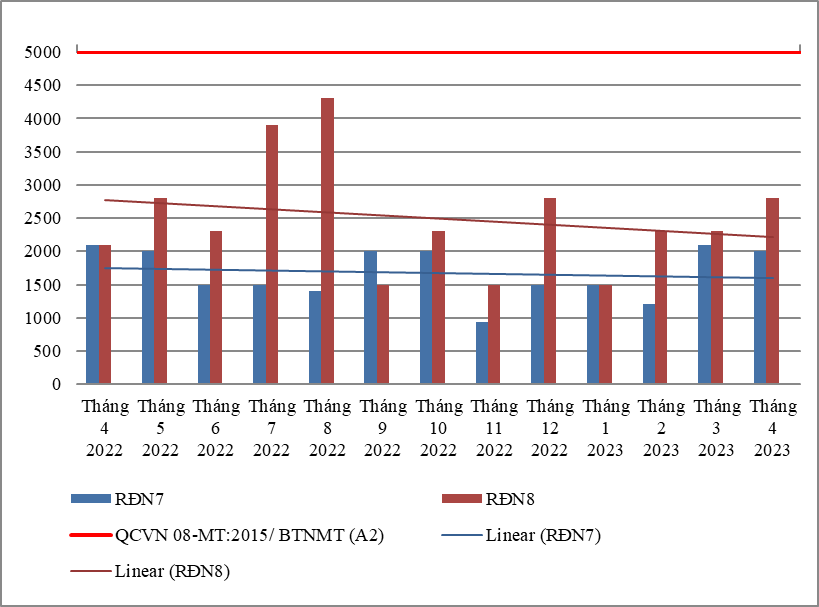 5000
4500
4000
3500
3000
2500
2000
1500
1000
500
0
Tháng Tháng Tháng Tháng Tháng Tháng Tháng Tháng Tháng Tháng Tháng Tháng Tháng
4 5 6 7 8 9 10 11 12 1 2 3 4
2022 2022 2022 2022 2022 2022 2022 2022 2022 2023 2023 2023 2023
RĐN7 RĐN8
QCVN 08-MT:2015/ BTNMT (A2) Linear (RĐN7)
Linear (RĐN8)